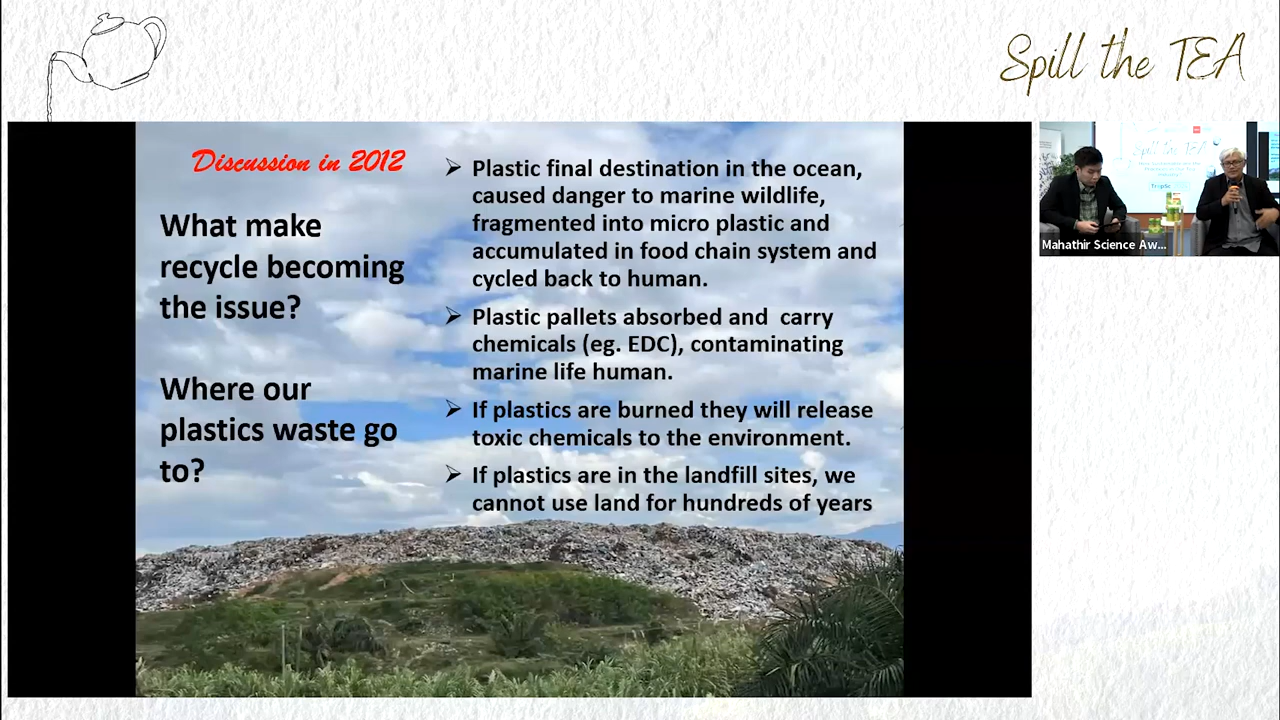 Spill the TEA
Discussion in 2012
What make
recycle becoming
the issue?
Where our
plastics waste go
to?
Plastic final destination in the ocean,
caused danger to marine wildlife,
fragmented into micro plastic and
accumulated in food chain system and
cycled back to human.
Plastic pallets absorbed and carry
chemicals (eg. EDC), contaminating
marine life human.
If plastics are burned they will release
toxic chemicals to the environment.
If plastics are in the landfill sites, we
cannot use land for hundreds of years
Spill the TEA
Mahathir Science Aw...